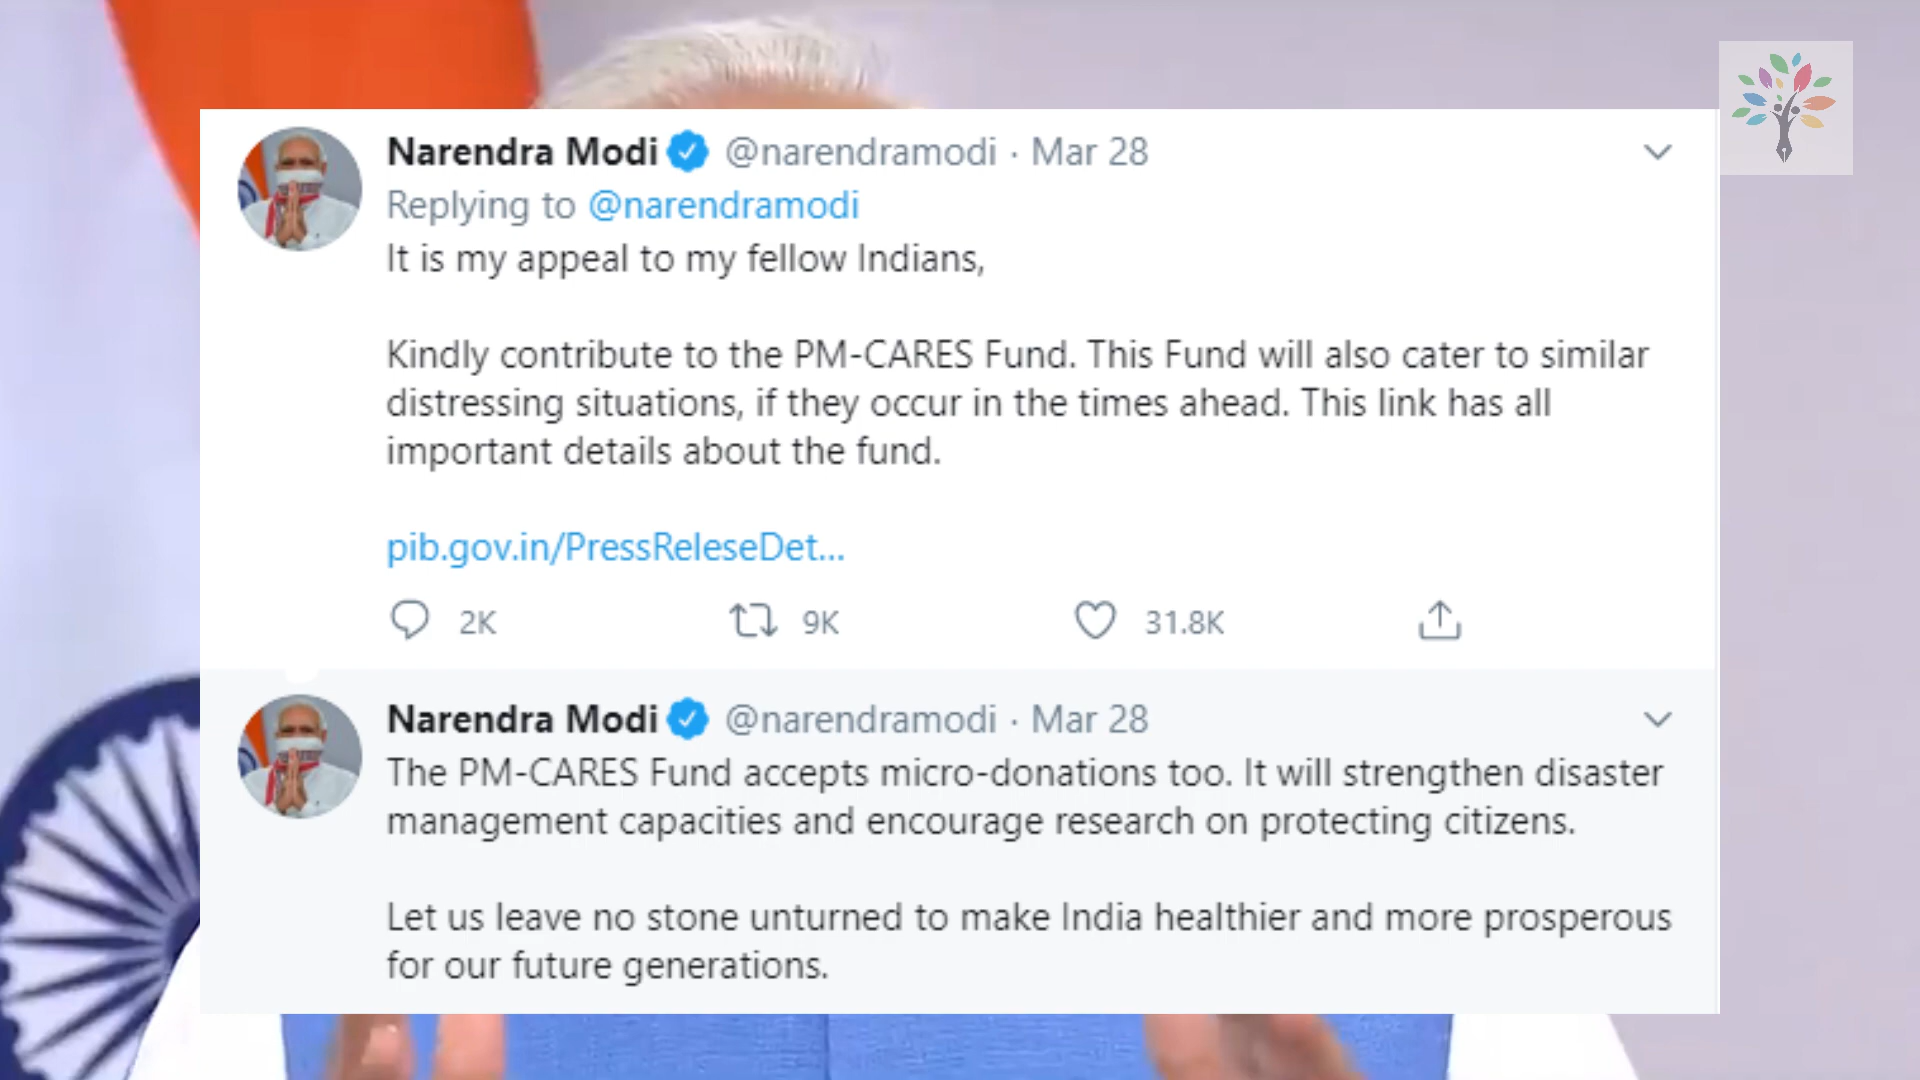 Narendra Modi @narendramodi · Mar 28
Replying to @narendramodi
It is my appeal to my fellow Indians,
Kindly contribute to the PM-CARES Fund. This Fund will also cater to similar
distressing situations, if they occur in the times ahead. This link has all
important details about the fund.
pib.gov.in/PressReleseDet...
2K 9K 31.8K
Narendra Modi @narendramodi · Mar 28
The PM-CARES Fund accepts micro-donations too. It will strengthen disaster
management capacities and encourage research on protecting citizens.
Let us leave no stone unturned to make India healthier and more prosperous
for our future generations.